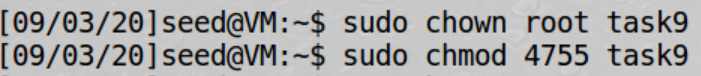 [09/03/20]seed@VM:~$ sudo chown root task9
[09/03/20]seed@VM:~$ sudo chmod 4755 task9